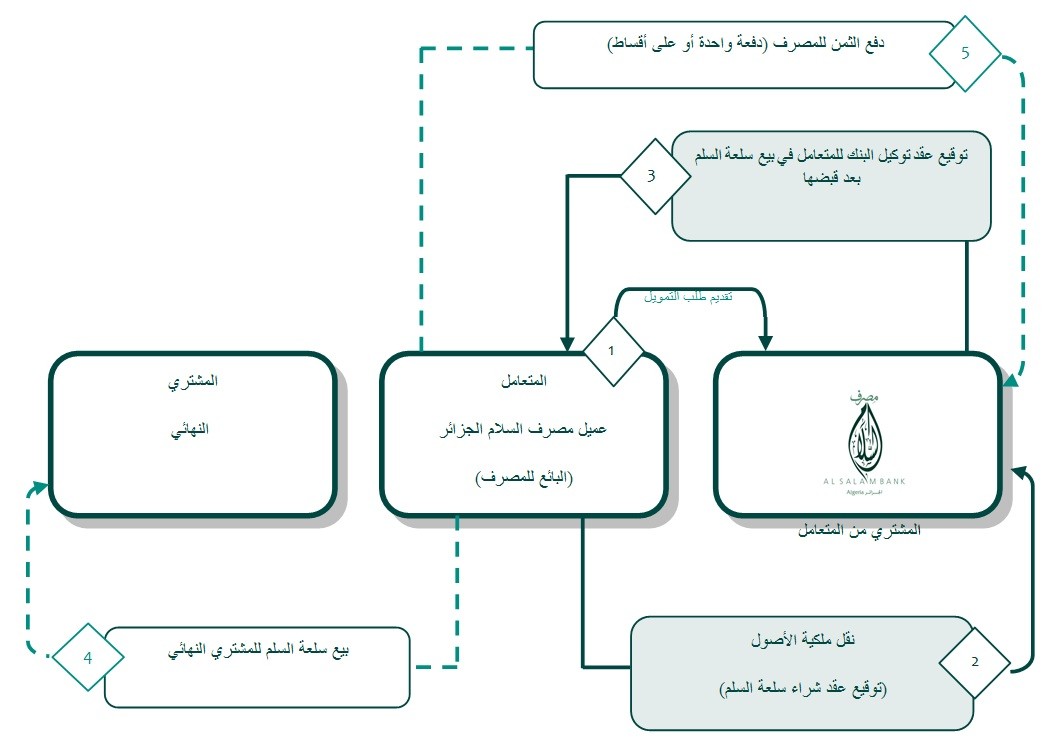 دفع الثمن للمصرف (دفعة واحدة أو على أقساط)
5
توقيع عقد توكيل البنك للمتعامل في بيع سلعة السلم
بعد قبضها
3
تقديم طلب التمويل
1
مصرف
السلام
AL SALAM BANK
Algeria الجزائر
المشتري من المتعامل
المتعامل
عميل مصرف السلام الجزائر
(البائع للمصرف)
المشتري
النهائي
نقل ملكية الأصول
(توقيع عقد شراء سلعة السلم)
2
بيع سلعة السلم للمشتري النهائي
4